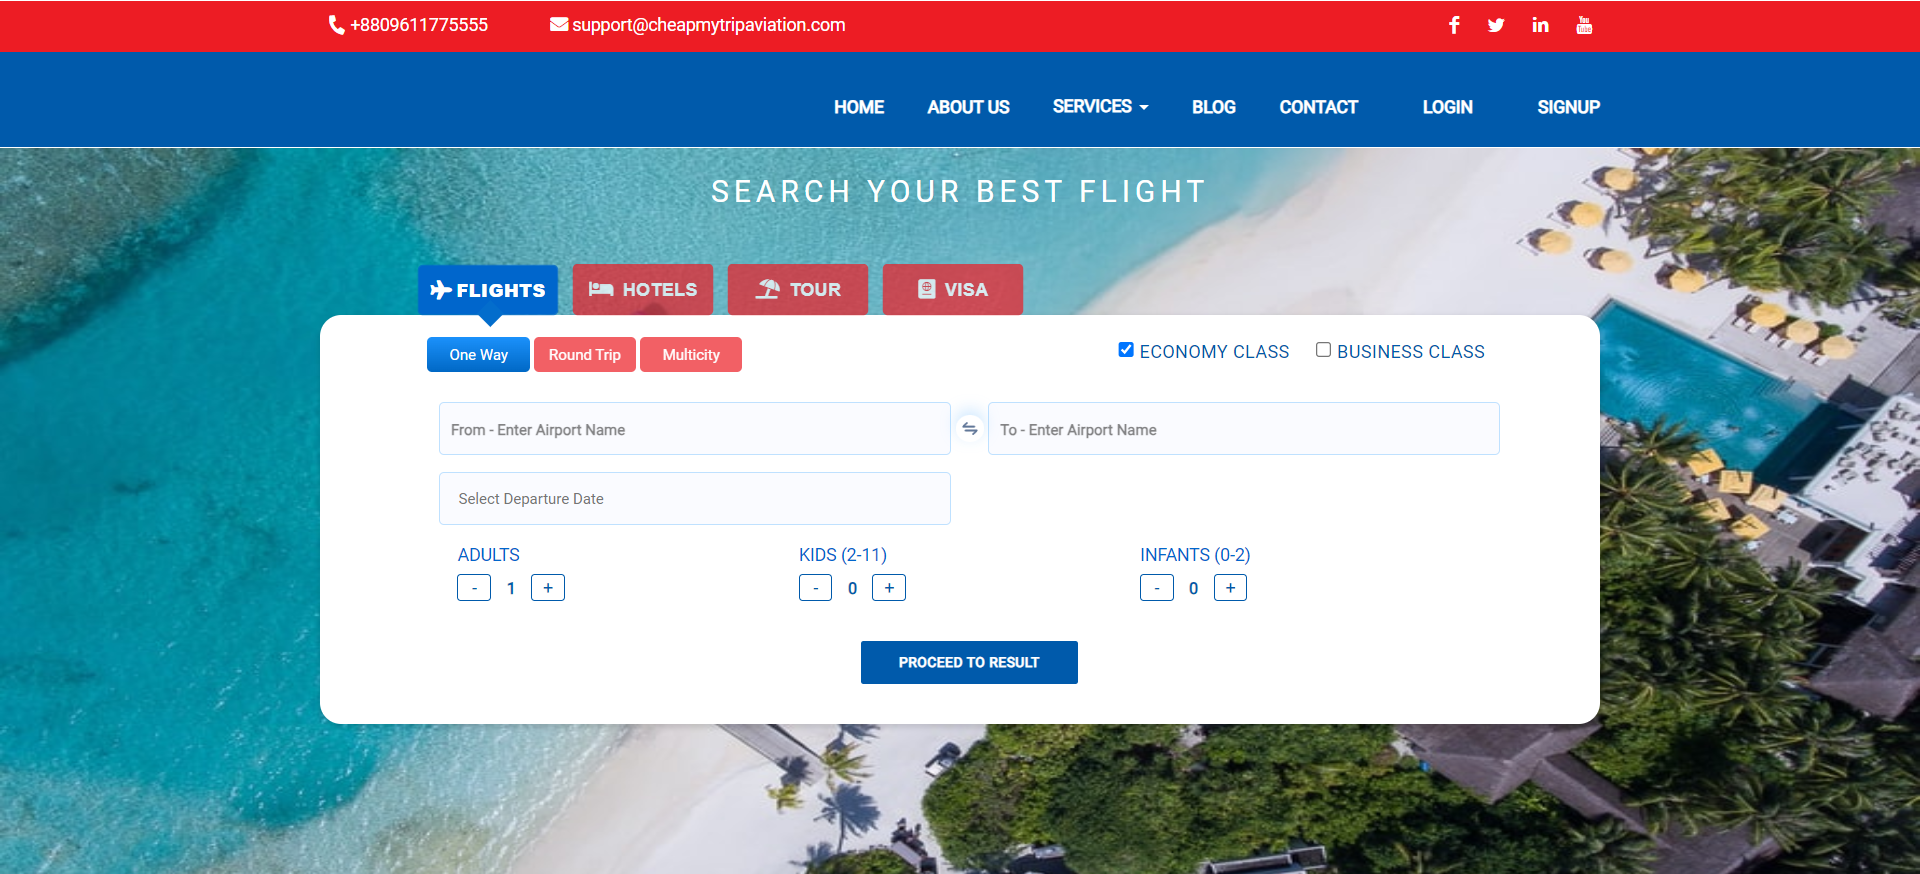 +8809611775555 support@cheapmytripaviation.com You Tube
HOME ABOUT US SERVICES BLOG CONTACT LOGIN SIGNUP
SEARCH YOUR BEST FLIGHT
FLIGHTS HOTELS TOUR VISA
One Way Round Trip Multicity ECONOMY CLASS BUSINESS CLASS
From - Enter Airport Name To - Enter Airport Name
Select Departure Date
ADULTS KIDS (2-11) INFANTS (0-2)
- 1 + - 0 + - 0 +
PROCEED TO RESULT